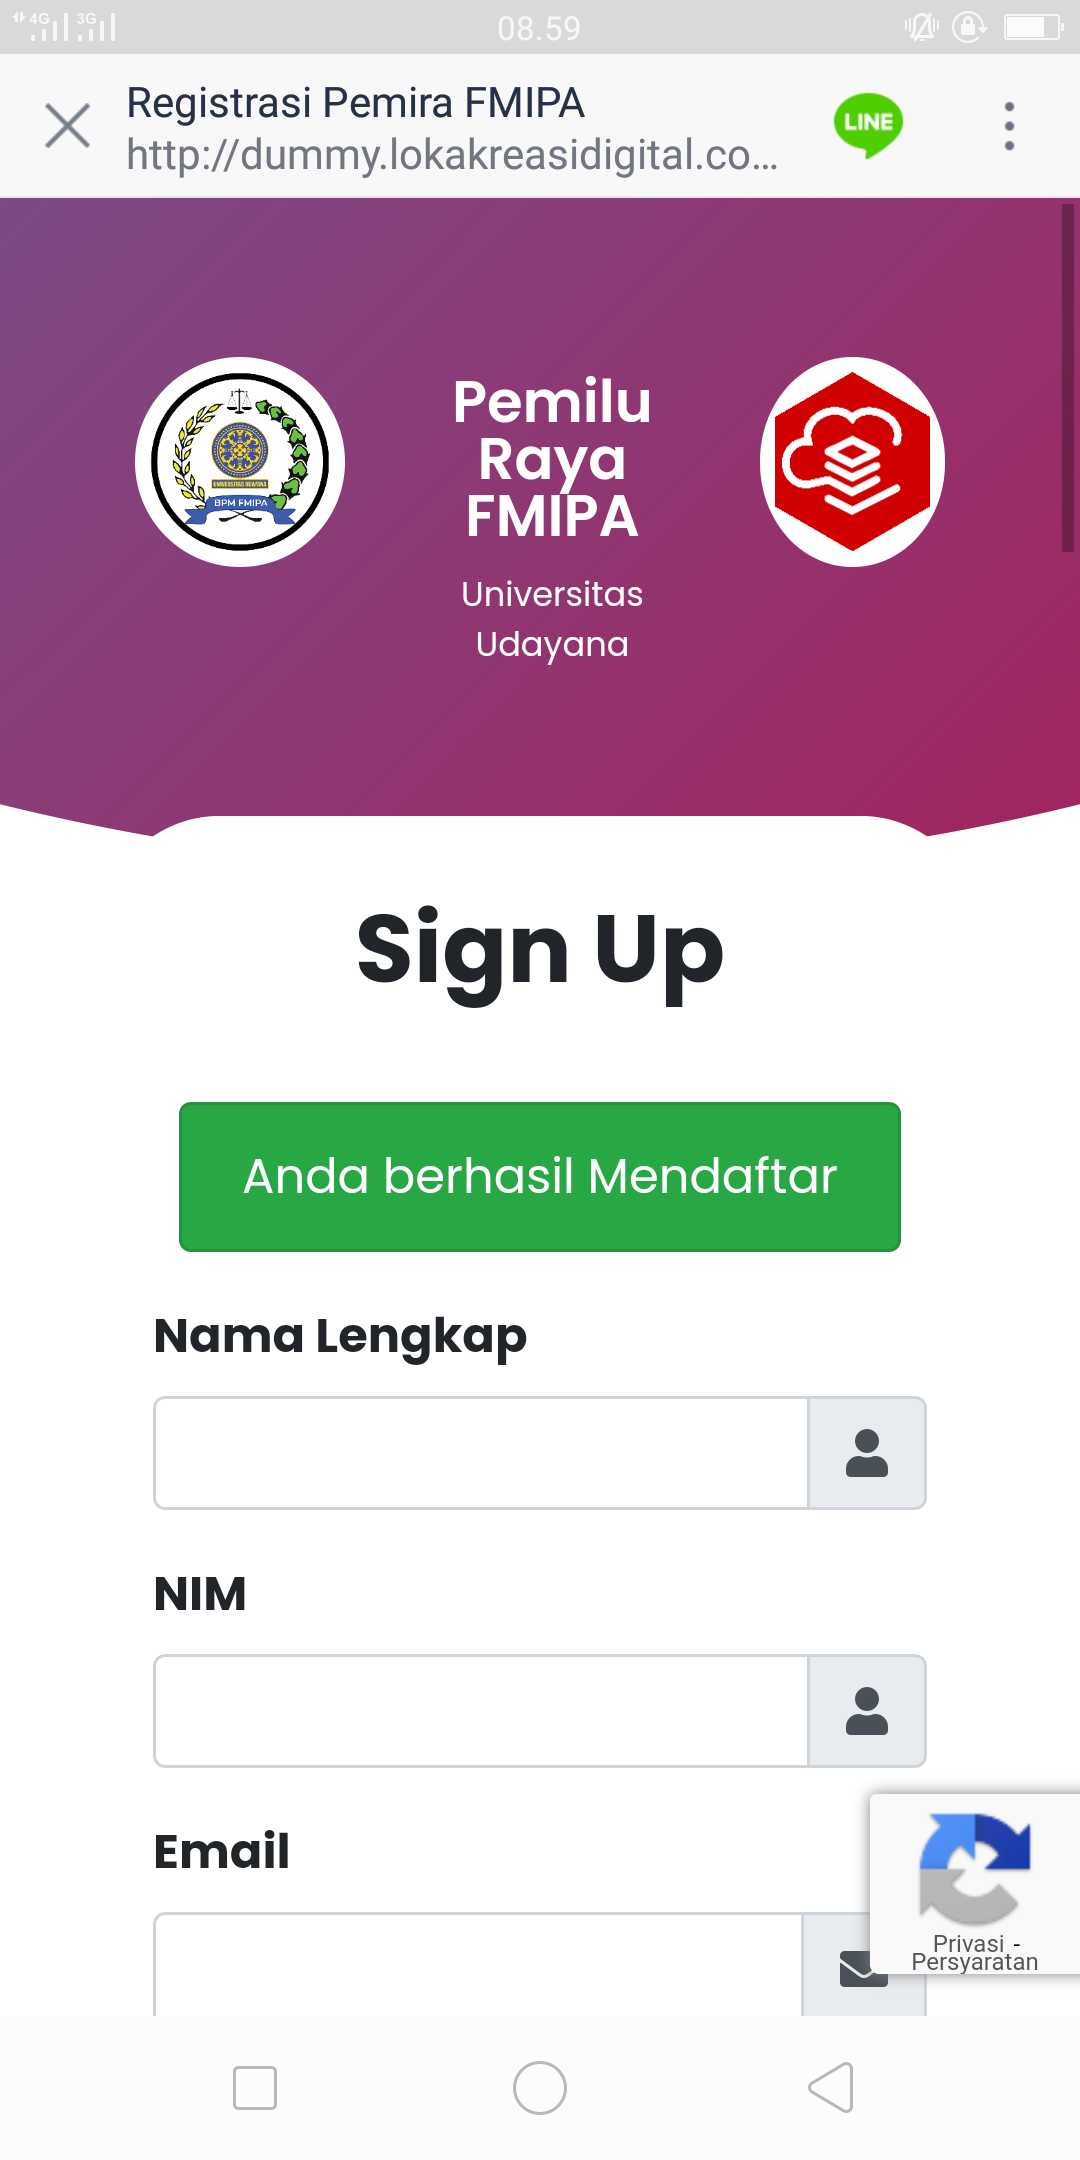 4G 3G 08.59
Registrasi Pemira FMIPA
http://dummy.lokakreasidigital.co...
LINE
Pemilu
Raya
FMIPA
Universitas
Udayana
UNIVERSITAS UDAYANA
BPM FMIPA
Sign Up
Anda berhasil Mendaftar
Nama Lengkap
NIM
Email
Privasi -
Persyaratan